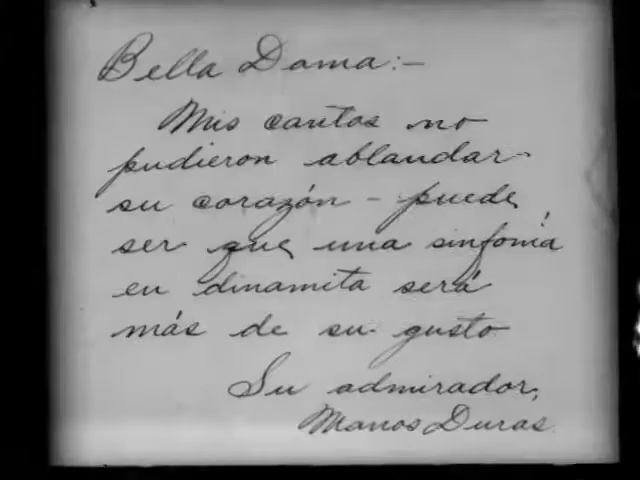 Bella Dama:-
Mis cantos no
pudieron ablandar
su corazón - puede
ser que una sinfonía
en dinamita será
más de su gusto
Su admirador,
Manos Duras.